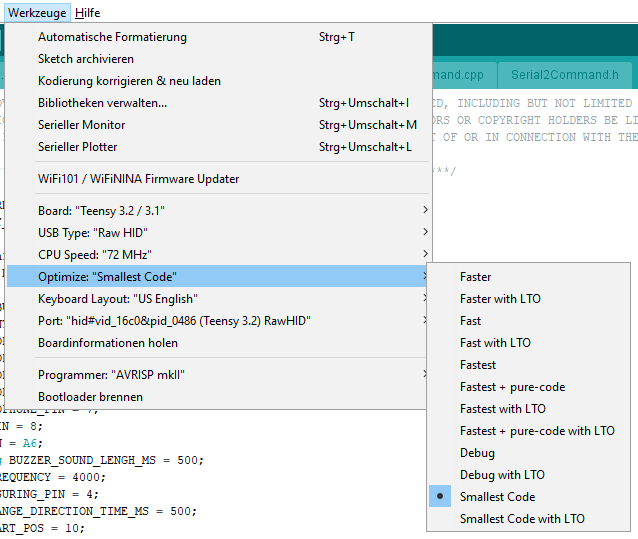 Werkzeuge Hilfe
Automatische Formatierung Strg+T
Sketch archivieren
Kodierung korrigieren & neu laden
Bibliotheken verwalten... Strg+Umschalt+I
Serieller Monitor Strg+Umschalt+M
Serieller Plotter Strg+Umschalt+L
WiFi101 / WiFiNINA Firmware Updater
Board: "Teensy 3.2 / 3.1"
USB Type: "Raw HID"
CPU Speed: "72 MHz"
Optimize: "Smallest Code"
Keyboard Layout: "US English"
Port: "hid#vid_16c0&pid_0486 (Teensy 3.2) RawHID"
Boardinformationen holen
Programmer: "AVRISP mkII"
Bootloader brennen
Faster
Faster with LTO
Fast
Fast with LTO
Fastest
Fastest + pure-code
Fastest with LTO
Fastest + pure-code with LTO
Debug
Debug with LTO
Smallest Code
Smallest Code with LTO
mand.cpp Serial2Command.h
ED, INCLUDING BUT NOT LIMITED
ORS OR COPYRIGHT HOLDERS BE LI
T OF OR IN CONNECTION WITH THE
***/
_PIN = 7;
IN = 8;
N = A6;
g BUZZER_SOUND_LENGH_MS = 500;
REQUENCY = 4000;
SURING_PIN = 4;
ANGE_DIRECTION_TIME_MS = 500;
ART_POS = 10;